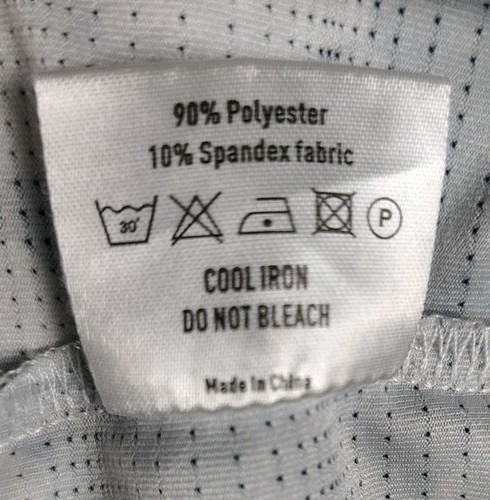 90% Polyester
10% Spandex fabric
30° P
COOL IRON
DO NOT BLEACH
Made in China